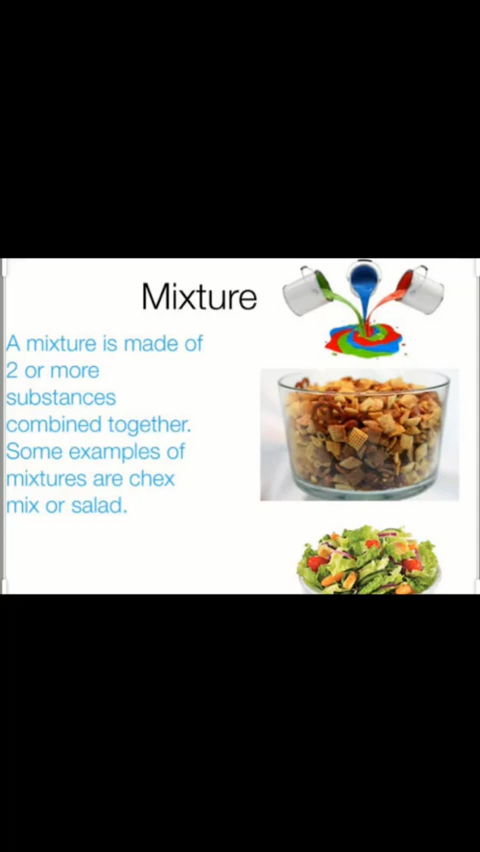 Mixture
A mixture is made of
2 or more
substances
combined together.
Some examples of
mixtures are chex
mix or salad.